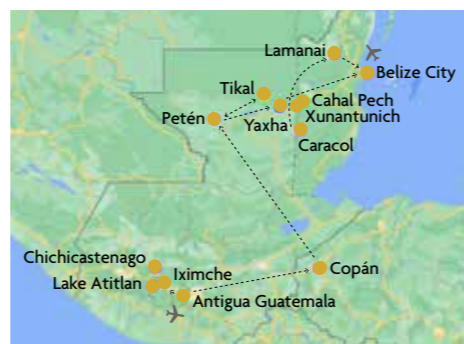 Lamanai
Belize City
Tikal
Cahal Pech
Petén
Yaxha
Xunantunich
Caracol
Chichicastenago
Iximche
Copán
Lake Atitlan
Antigua Guatemala